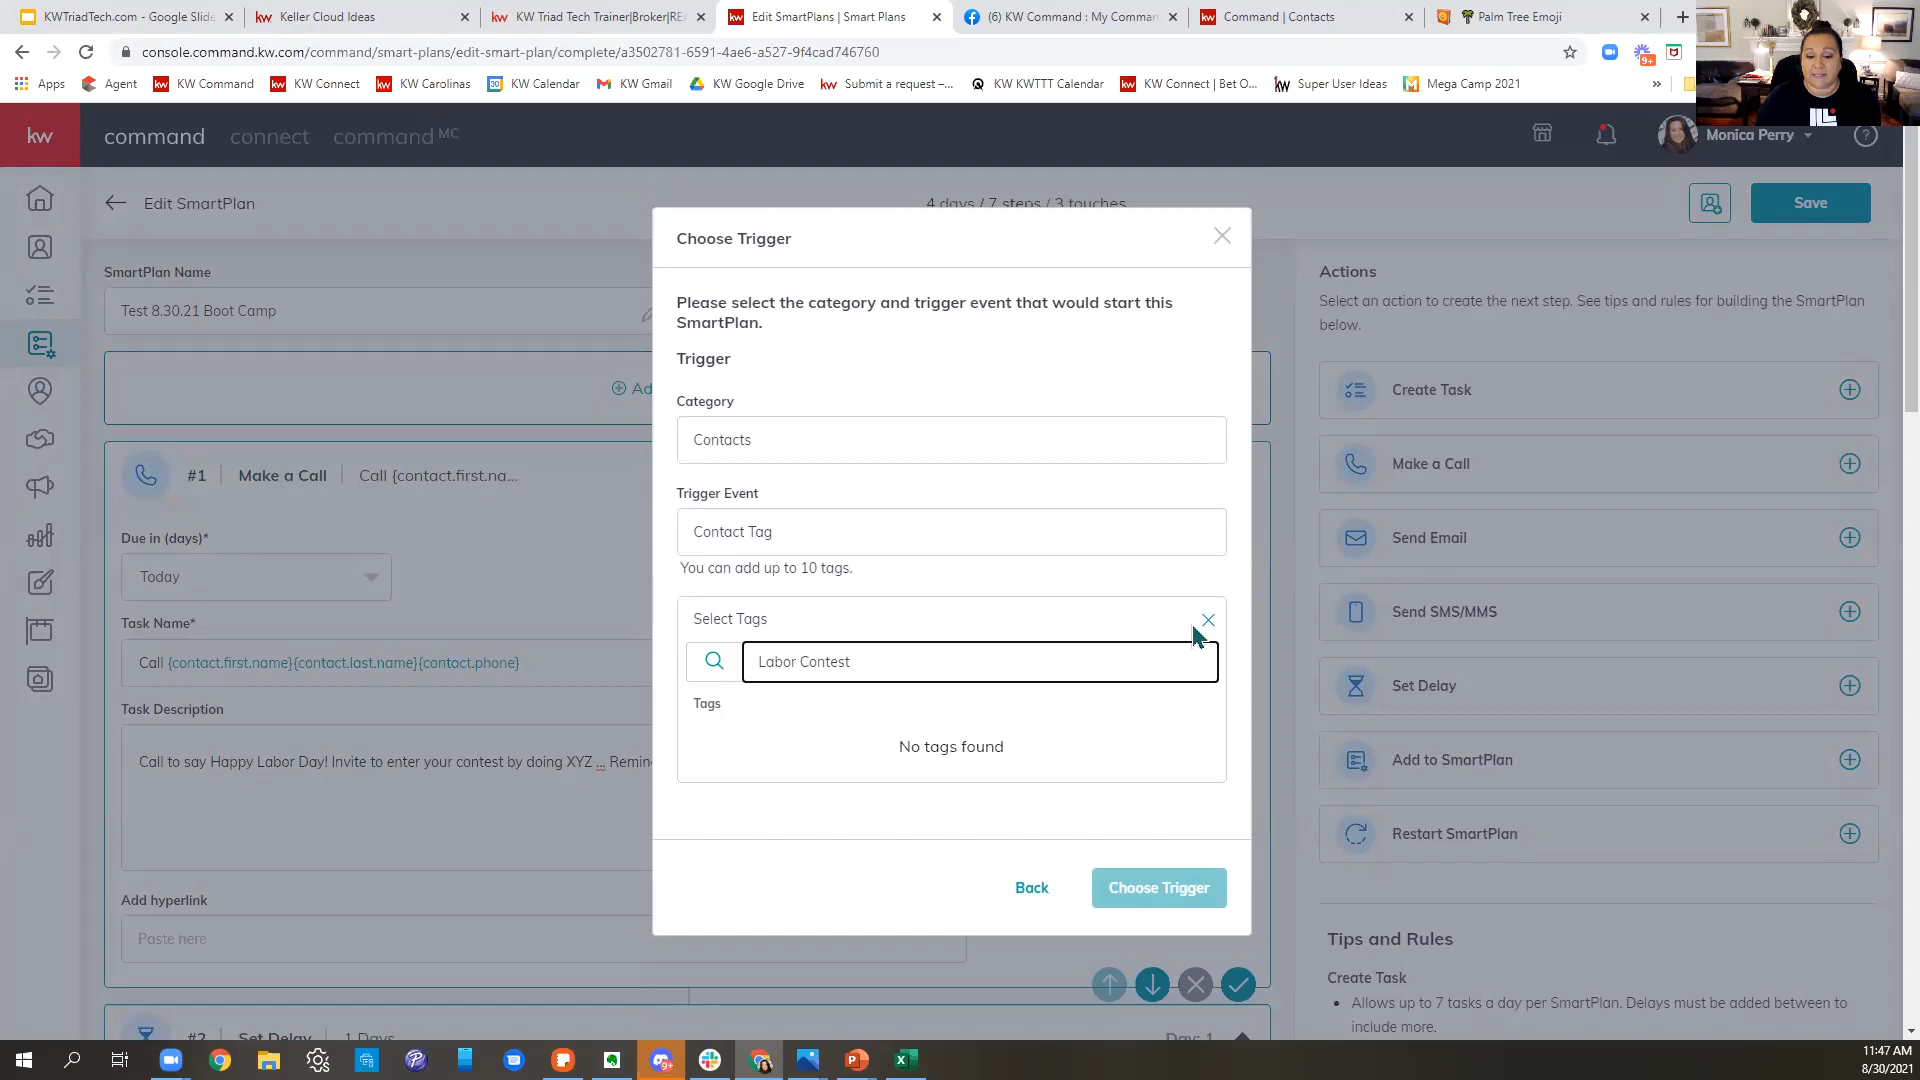 KWTriadTech.com - Google Slide
Keller Cloud Ideas
KW Triad Tech Trainer|Broker|RE
Edit SmartPlans | Smart Plans
(6) KW Command : My Comman
Command | Contacts
Palm Tree Emoji
console.command.kw.com/command/smart-plans/edit-smart-plan/complete/a3502781-6591-4ae6-a527-9f4cad746760
9+
Apps
Agent
KW Command
KW Connect
KW Carolinas
KW Calendar
KW Gmail
KW Google Drive
Submit a request –...
KW KWTTT Calendar
KW Connect | Bet O...
Super User Ideas
Mega Camp 2021
»
kw
command
connect
command MC
Monica Perry
?
Edit SmartPlan
4 days / 7 steps / 3 touches
Save
SmartPlan Name
Test 8.30.21 Boot Camp
Ad
#1
Make a Call
Call {contact.first.na...
Due in (days)*
Today
Task Name*
Call {contact.first.name}{contact.last.name}{contact.phone}
Task Description
Call to say Happy Labor Day! Invite to enter your contest by doing XYZ ... Remin
Add hyperlink
Paste here
#2
Set Delay
1 Days
Day: 1
Choose Trigger
Please select the category and trigger event that would start this
SmartPlan.
Trigger
Category
Contacts
Trigger Event
Contact Tag
You can add up to 10 tags.
Select Tags
Labor Contest
Tags
No tags found
Back
Choose Trigger
Actions
Select an action to create the next step. See tips and rules for building the SmartPlan
below.
Create Task
Make a Call
Send Email
Send SMS/MMS
Set Delay
Add to SmartPlan
Restart SmartPlan
Tips and Rules
Create Task
• Allows up to 7 tasks a day per SmartPlan. Delays must be added between to
include more.
9+
11:47 AM
8/30/2021